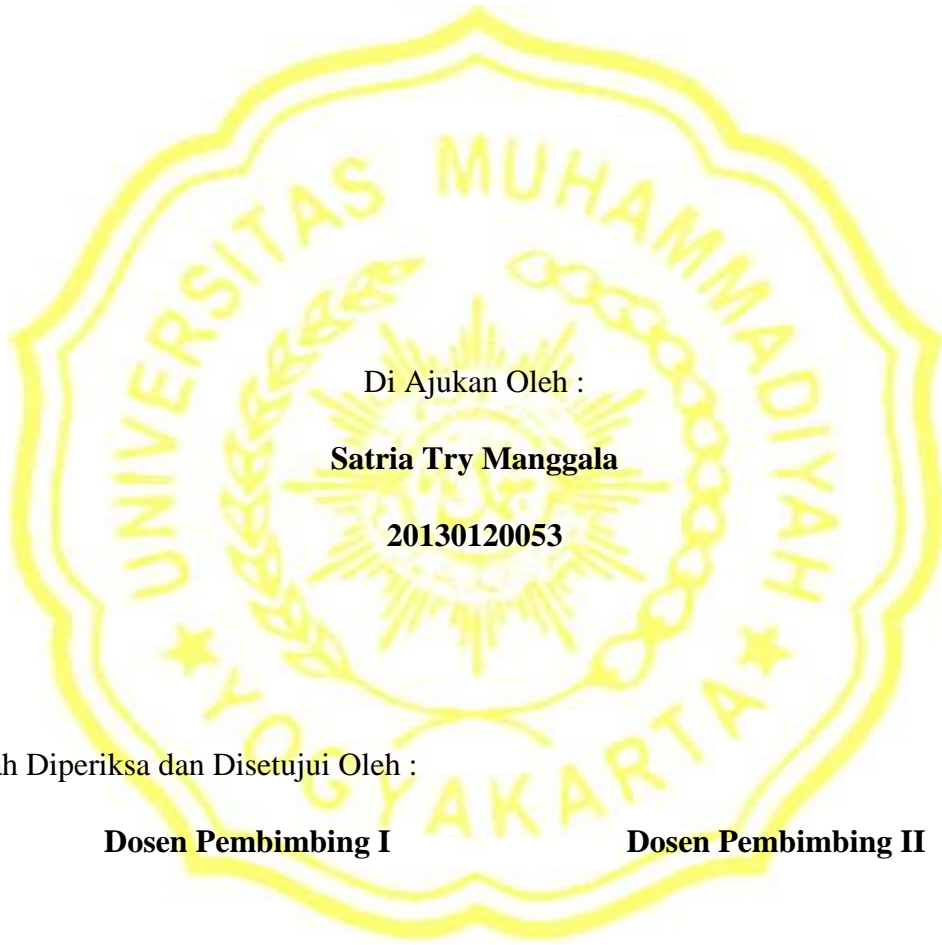 UNIVERSITAS MUHAMMADIYAH
Di Ajukan Oleh :
Satria Try Manggala
20130120053
★ YOGYAKARTA ★
Diperiksa dan Disetujui Oleh :
Dosen Pembimbing I Dosen Pembimbing II